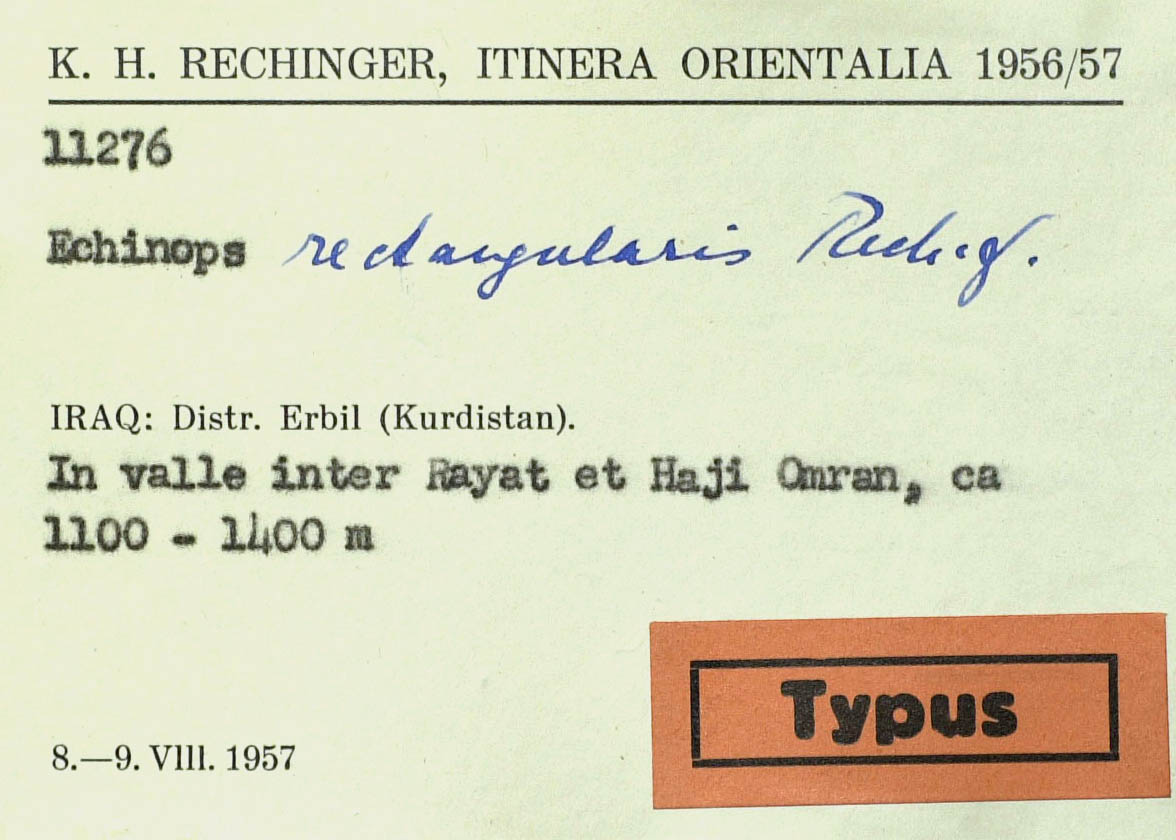 K. H. RECHINGER, ITINERA ORIENTALIA 1956/57
11276
Echinops rectangularis Rech.f.
IRAQ: Distr. Erbil (Kurdistan).
In valle inter Rayat et Haji Omran, ca
1100 - 1400 m
Typus
8.—9. VIII. 1957